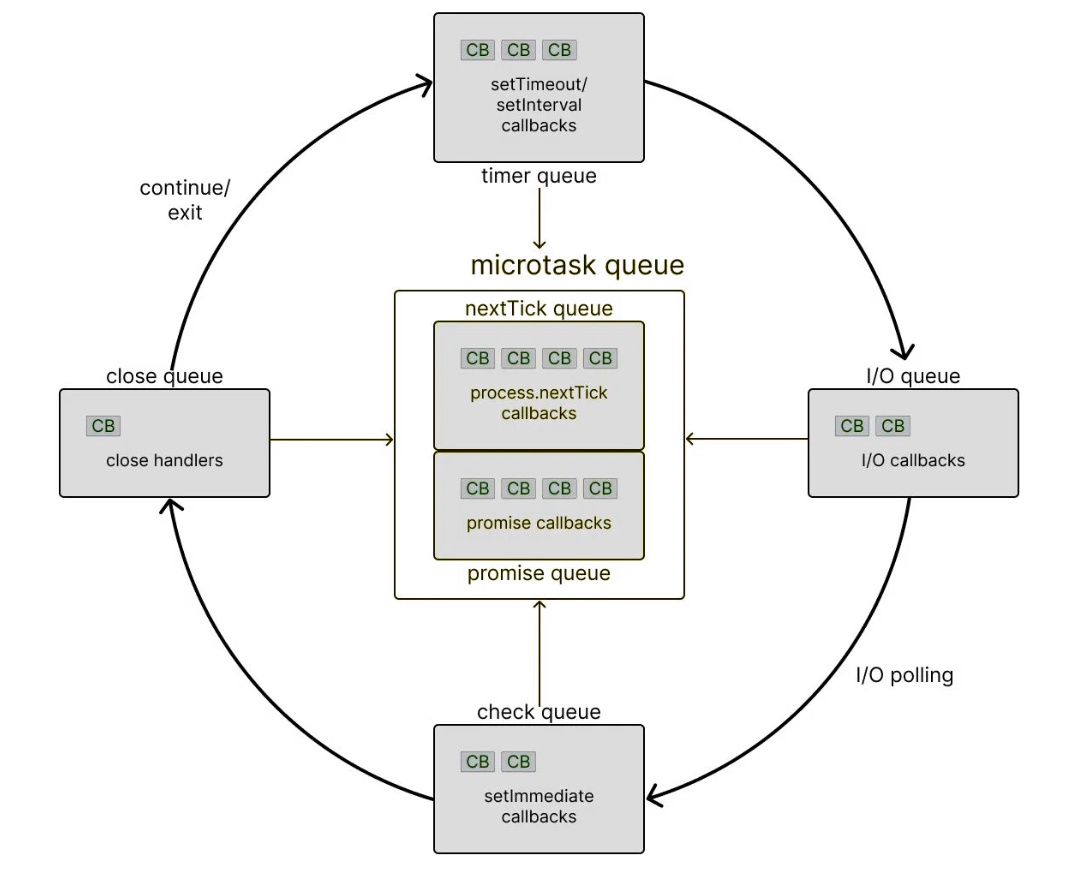 CB CB CB
setTimeout/
setInterval
callbacks
timer queue
continue/
exit
microtask queue
nextTick queue
CB CB CB CB
process.nextTick
callbacks
close queue
CB
close handlers
I/O queue
CB CB
I/O callbacks
CB CB CB CB
promise callbacks
promise queue
I/O polling
check queue
CB CB
setImmediate
callbacks